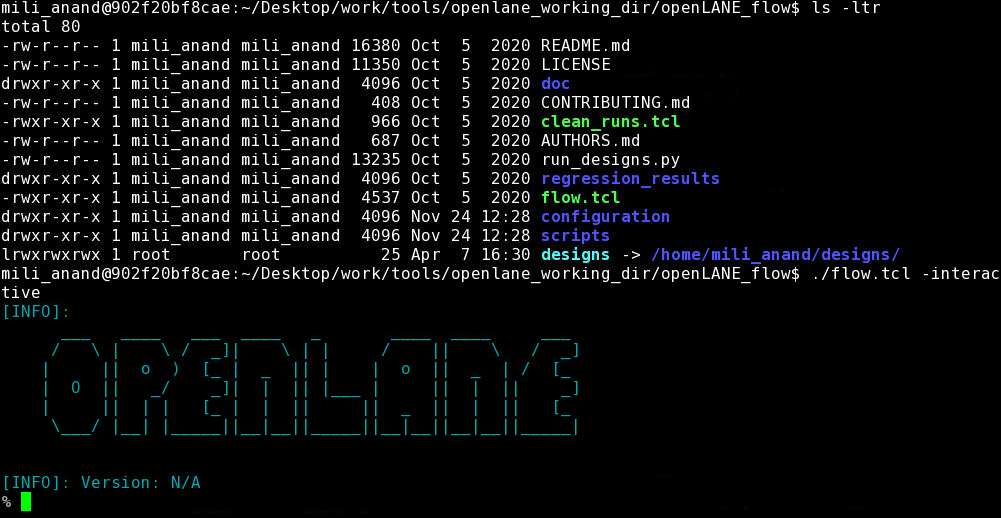 mili_anand@902f20bf8cae:~/Desktop/work/tools/openlane_working_dir/openLANE_flow$ ls -ltr
total 80
-rw-r--r-- 1 mili_anand mili_anand 16380 Oct  5  2020 README.md
-rw-r--r-- 1 mili_anand mili_anand 11350 Oct  5  2020 LICENSE
drwxr-xr-x 1 mili_anand mili_anand  4096 Oct  5  2020 doc
-rw-r--r-- 1 mili_anand mili_anand   408 Oct  5  2020 CONTRIBUTING.md
-rwxr-xr-x 1 mili_anand mili_anand   966 Oct  5  2020 clean_runs.tcl
-rw-r--r-- 1 mili_anand mili_anand   687 Oct  5  2020 AUTHORS.md
-rw-r--r-- 1 mili_anand mili_anand 13235 Oct  5  2020 run_designs.py
drwxr-xr-x 1 mili_anand mili_anand  4096 Oct  5  2020 regression_results
-rwxr-xr-x 1 mili_anand mili_anand  4537 Oct  5  2020 flow.tcl
drwxr-xr-x 1 mili_anand mili_anand  4096 Nov 24 12:28 configuration
drwxr-xr-x 1 mili_anand mili_anand  4096 Nov 24 12:28 scripts
lrwxrwxrwx 1 root       root          25 Apr  7 16:30 designs -> /home/mili_anand/designs/
mili_anand@902f20bf8cae:~/Desktop/work/tools/openlane_working_dir/openLANE_flow$ ./flow.tcl -interac
tive
[INFO]:
OPENLANE
[INFO]: Version: N/A
%